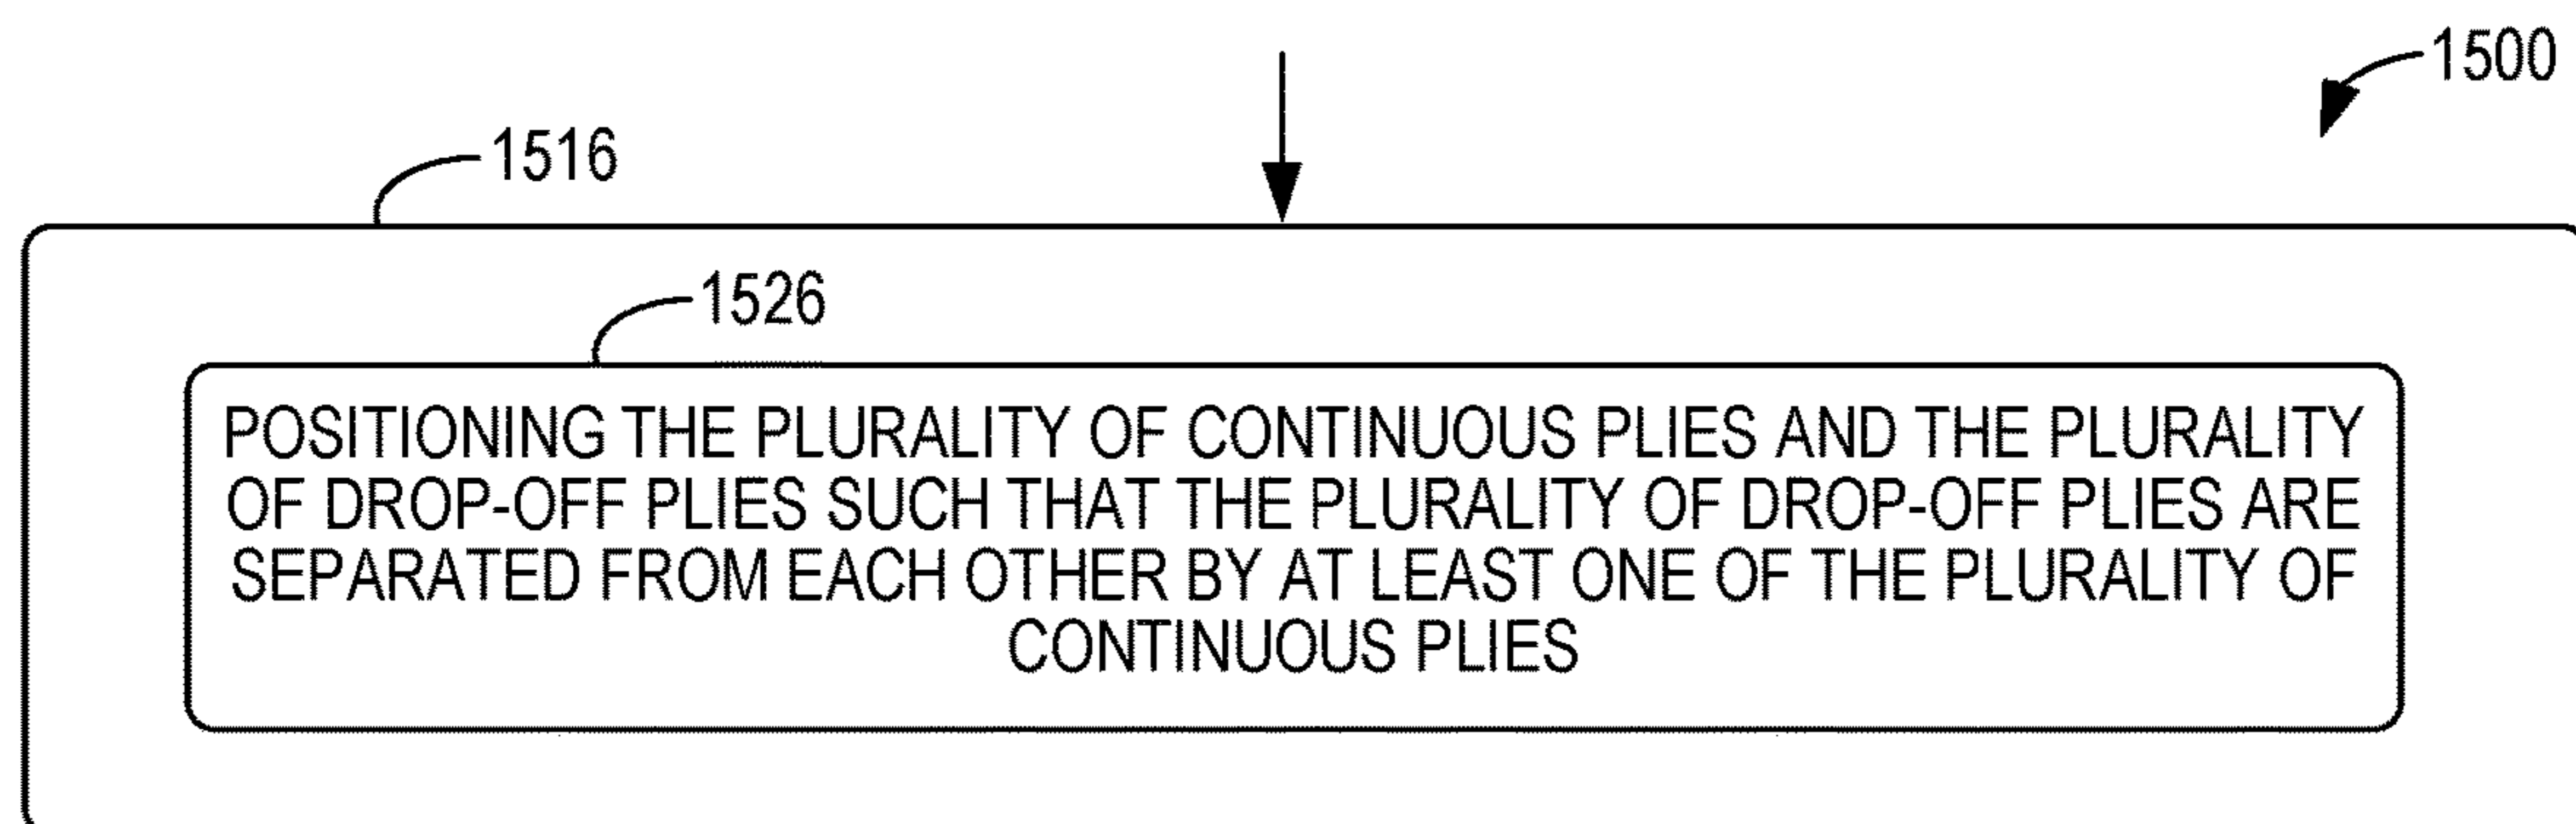 1500
1516
1526
POSITIONING THE PLURALITY OF CONTINUOUS PLIES AND THE PLURALITY
OF DROP-OFF PLIES SUCH THAT THE PLURALITY OF DROP-OFF PLIES ARE
SEPARATED FROM EACH OTHER BY AT LEAST ONE OF THE PLURALITY OF
CONTINUOUS PLIES